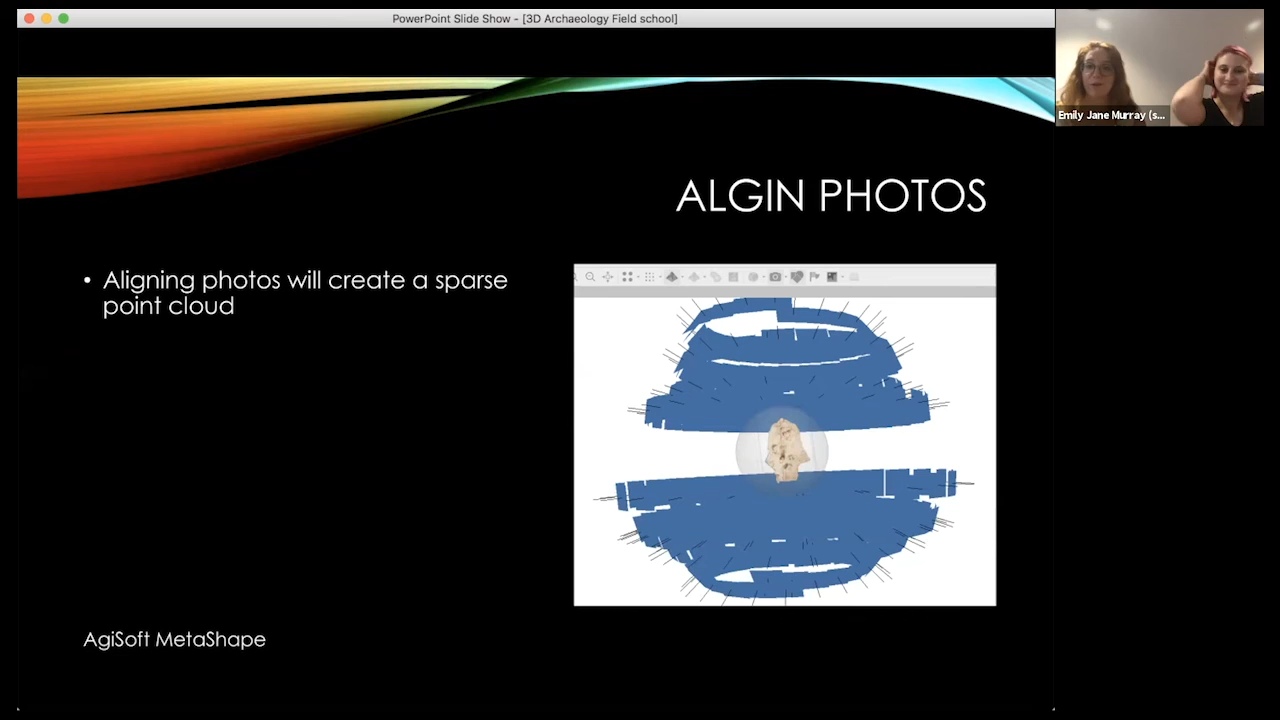 PowerPoint Slide Show - [3D Archaeology Field school]
Emily Jane Murray (s...
ALGIN PHOTOS
• Aligning photos will create a sparse
point cloud
AgiSoft MetaShape